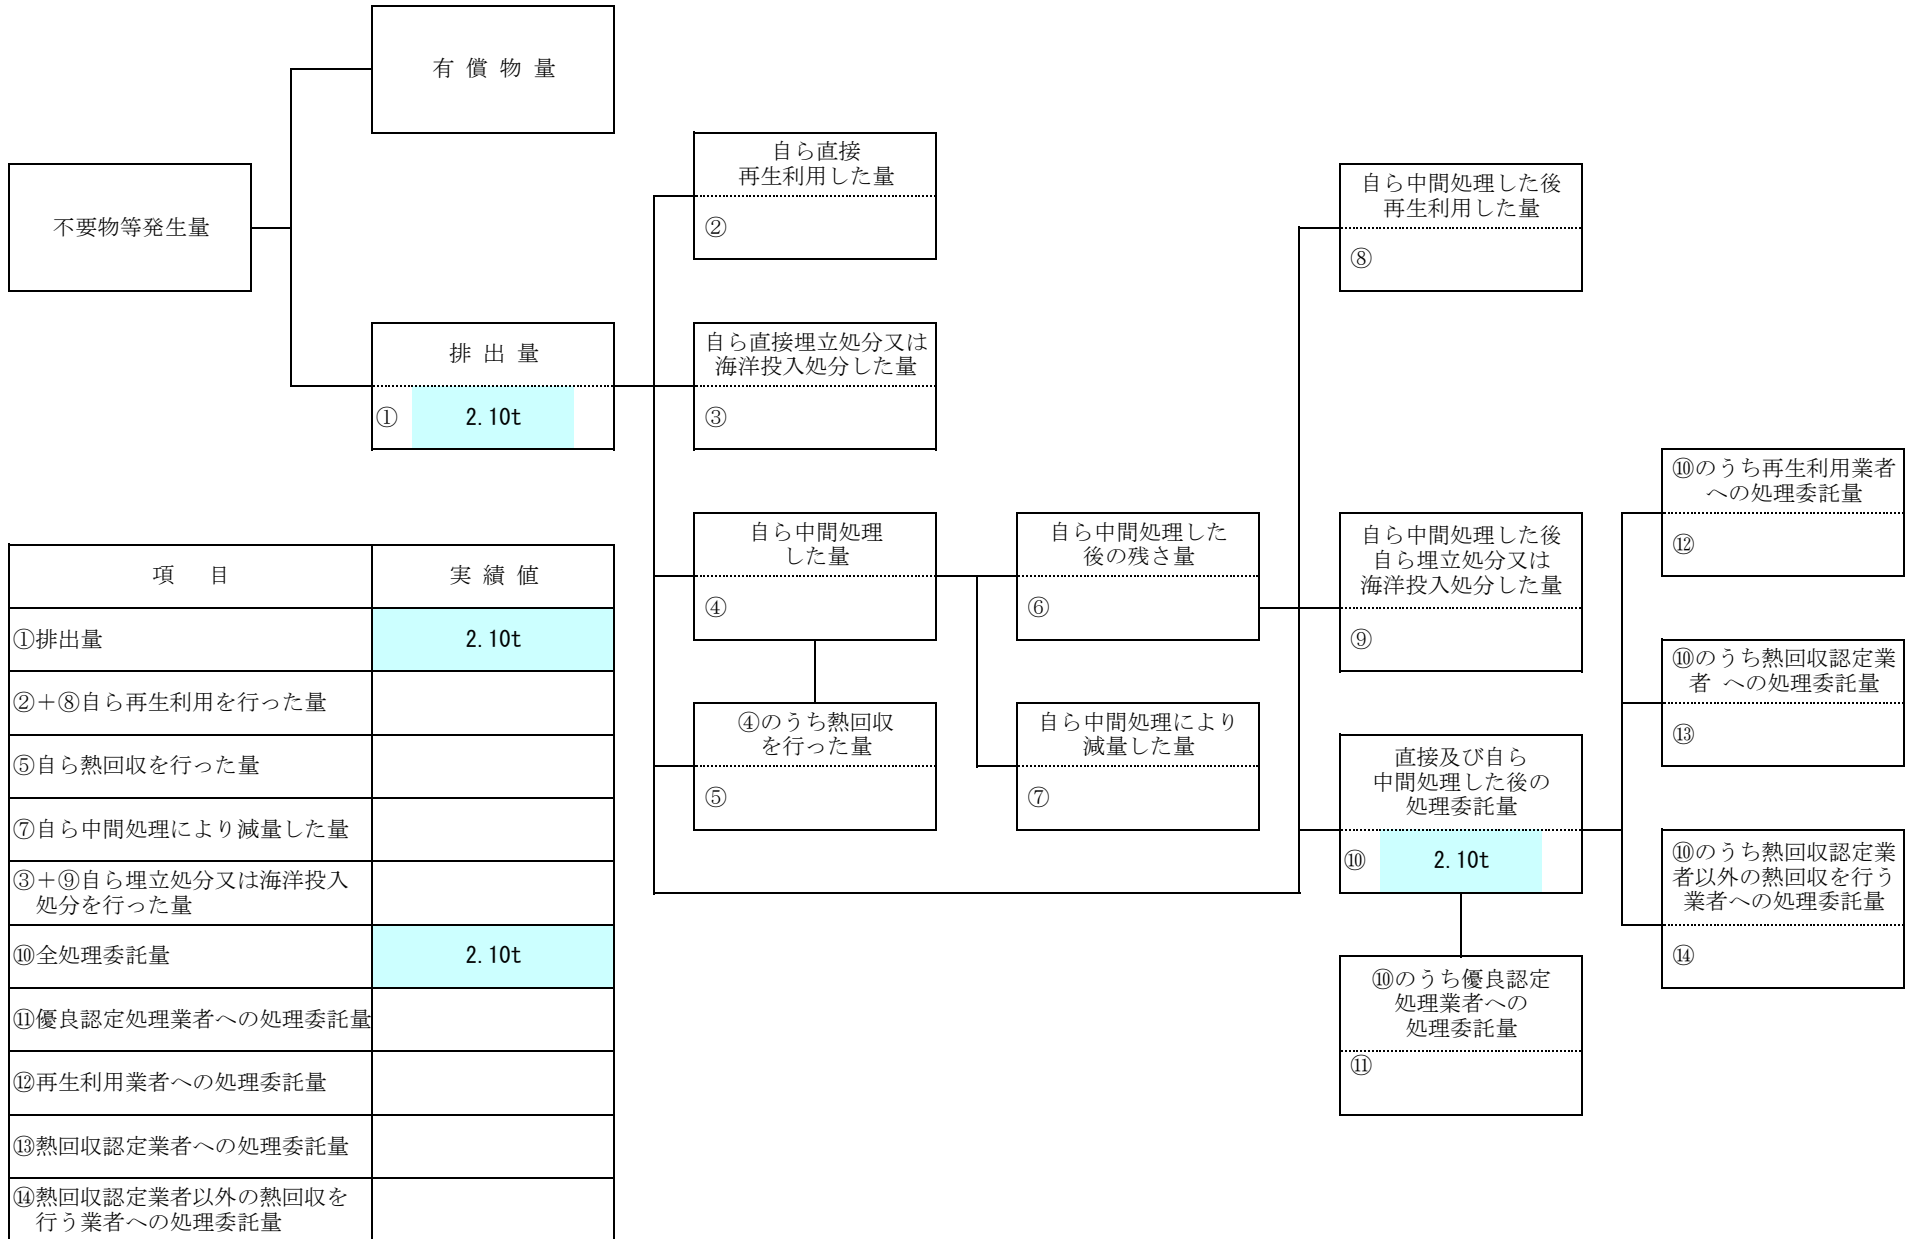 有 償 物 量
不要物等発生量
排 出 量
① 2.10t
自ら直接
再生利用した量
②
自ら直接埋立処分又は
海洋投入処分した量
③
自ら中間処理
した量
④
④のうち熱回収
を行った量
⑤
自ら中間処理した
後の残さ量
⑥
自ら中間処理により
減量した量
⑦
自ら中間処理した後
再生利用した量
⑧
自ら中間処理した後
自ら埋立処分又は
海洋投入処分した量
⑨
直接及び自ら
中間処理した後の
処理委託量
⑩ 2.10t
⑩のうち優良認定
処理業者への
処理委託量
⑪
⑩のうち再生利用業者
への処理委託量
⑫
⑩のうち熱回収認定業
者 への処理委託量
⑬
⑩のうち熱回収認定業
者以外の熱回収を行う
業者への処理委託量
⑭
項 目 実 績 値
①排出量 2.10t
②＋⑧自ら再生利用を行った量
⑤自ら熱回収を行った量
⑦自ら中間処理により減量した量
③＋⑨自ら埋立処分又は海洋投入
処分を行った量
⑩全処理委託量 2.10t
⑪優良認定処理業者への処理委託量
⑫再生利用業者への処理委託量
⑬熱回収認定業者への処理委託量
⑭熱回収認定業者以外の熱回収を
行う業者への処理委託量